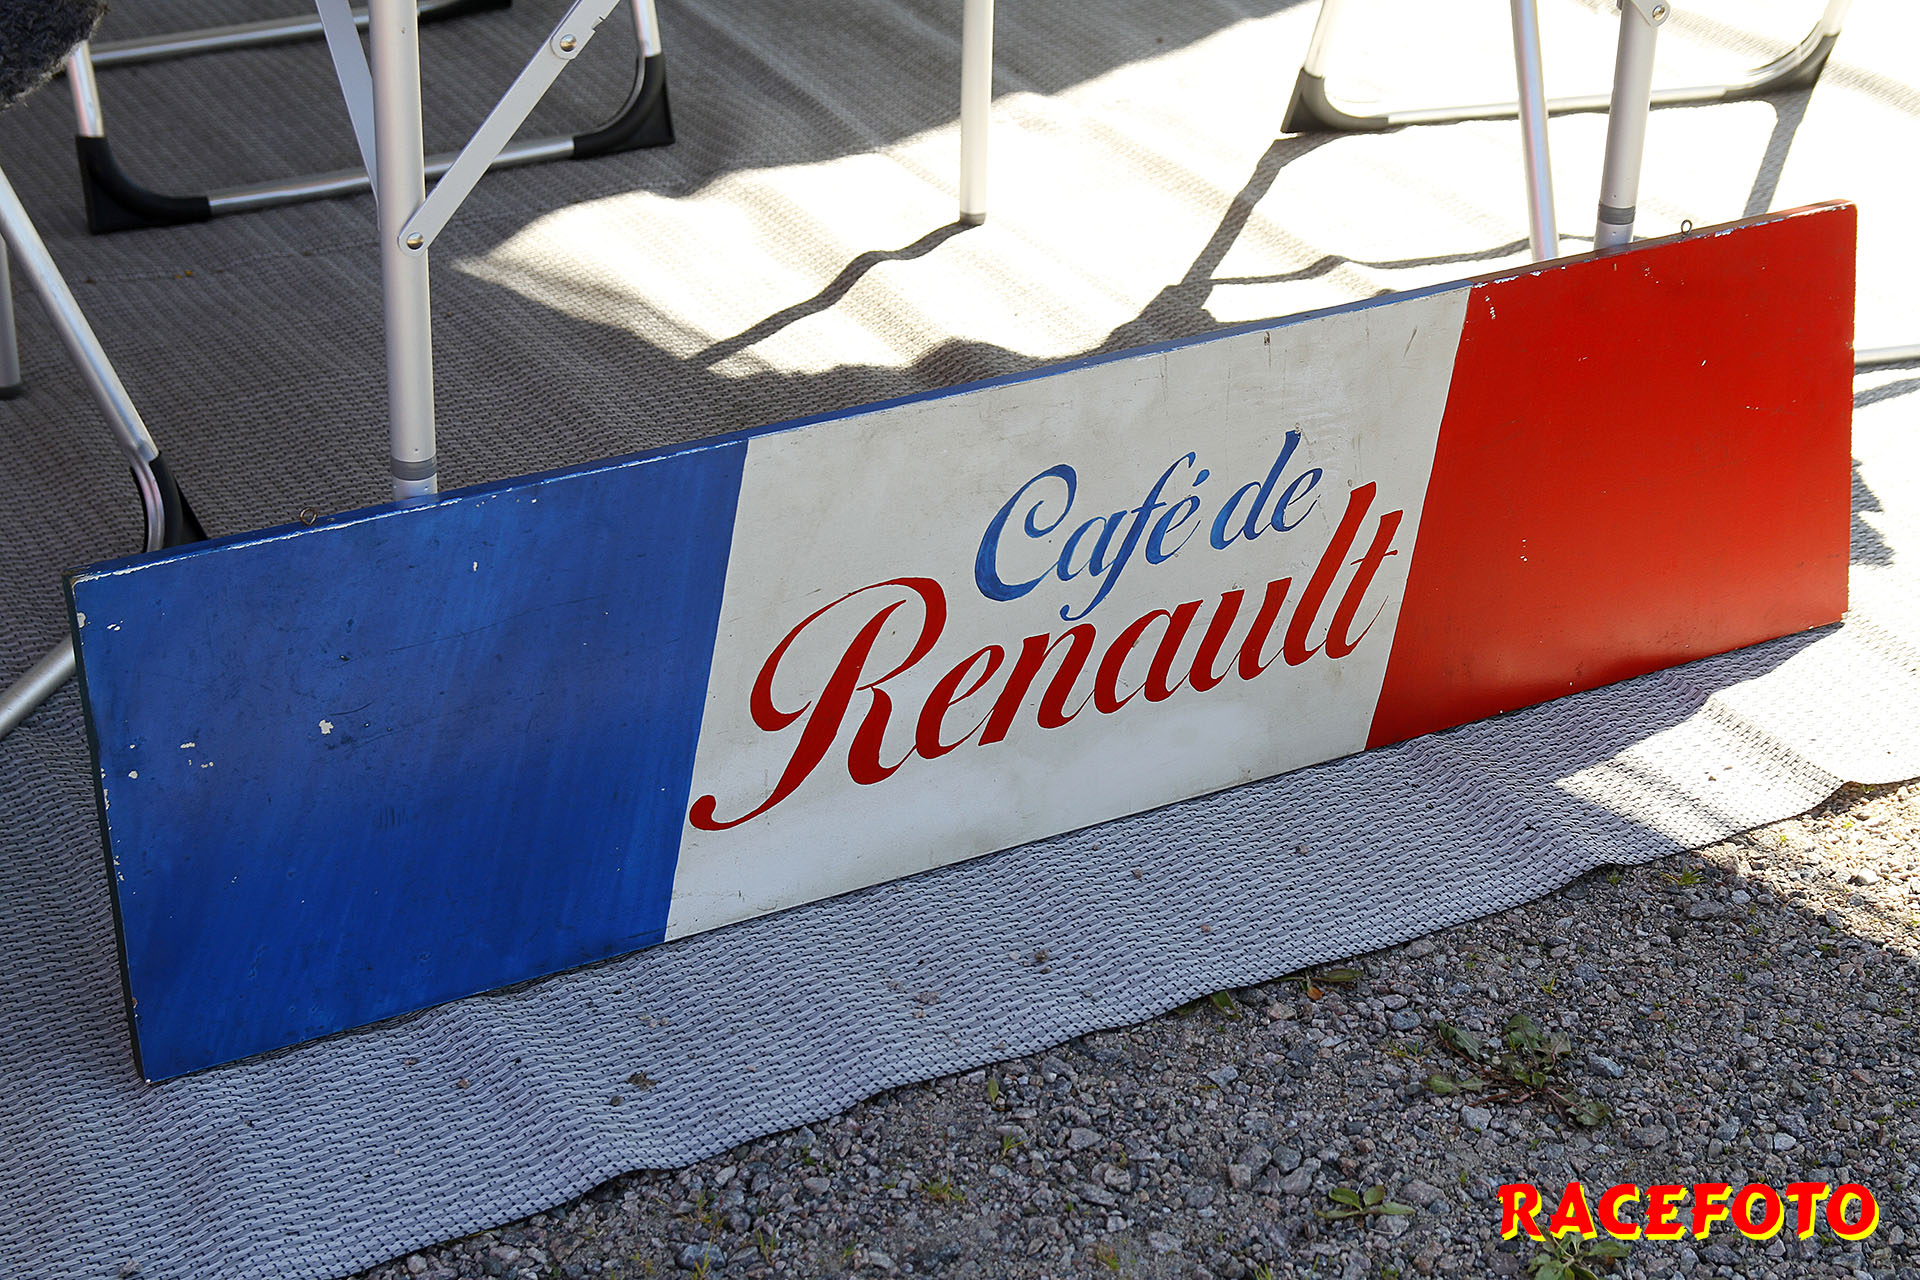 Café de
Renault
RACEFOTO